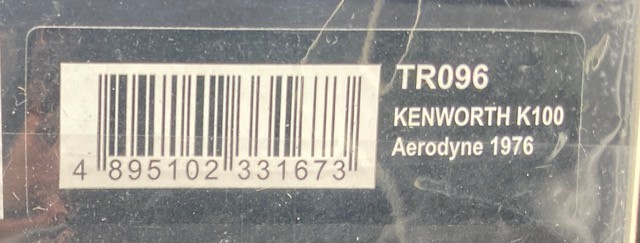 TR096
KENWORTH K100
Aerodyne 1976
4 895102 331673